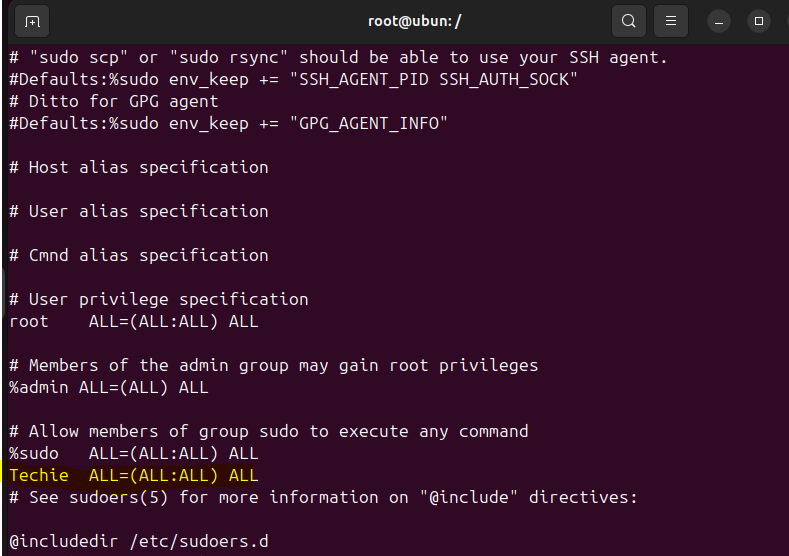 root@ubun: /
# "sudo scp" or "sudo rsync" should be able to use your SSH agent.
#Defaults:%sudo env_keep += "SSH_AGENT_PID SSH_AUTH_SOCK"
# Ditto for GPG agent
#Defaults:%sudo env_keep += "GPG_AGENT_INFO"
# Host alias specification
# User alias specification
# Cmnd alias specification
# User privilege specification
root    ALL=(ALL:ALL) ALL
# Members of the admin group may gain root privileges
%admin ALL=(ALL) ALL
# Allow members of group sudo to execute any command
%sudo   ALL=(ALL:ALL) ALL
Techie  ALL=(ALL:ALL) ALL
# See sudoers(5) for more information on "@include" directives:
@includedir /etc/sudoers.d